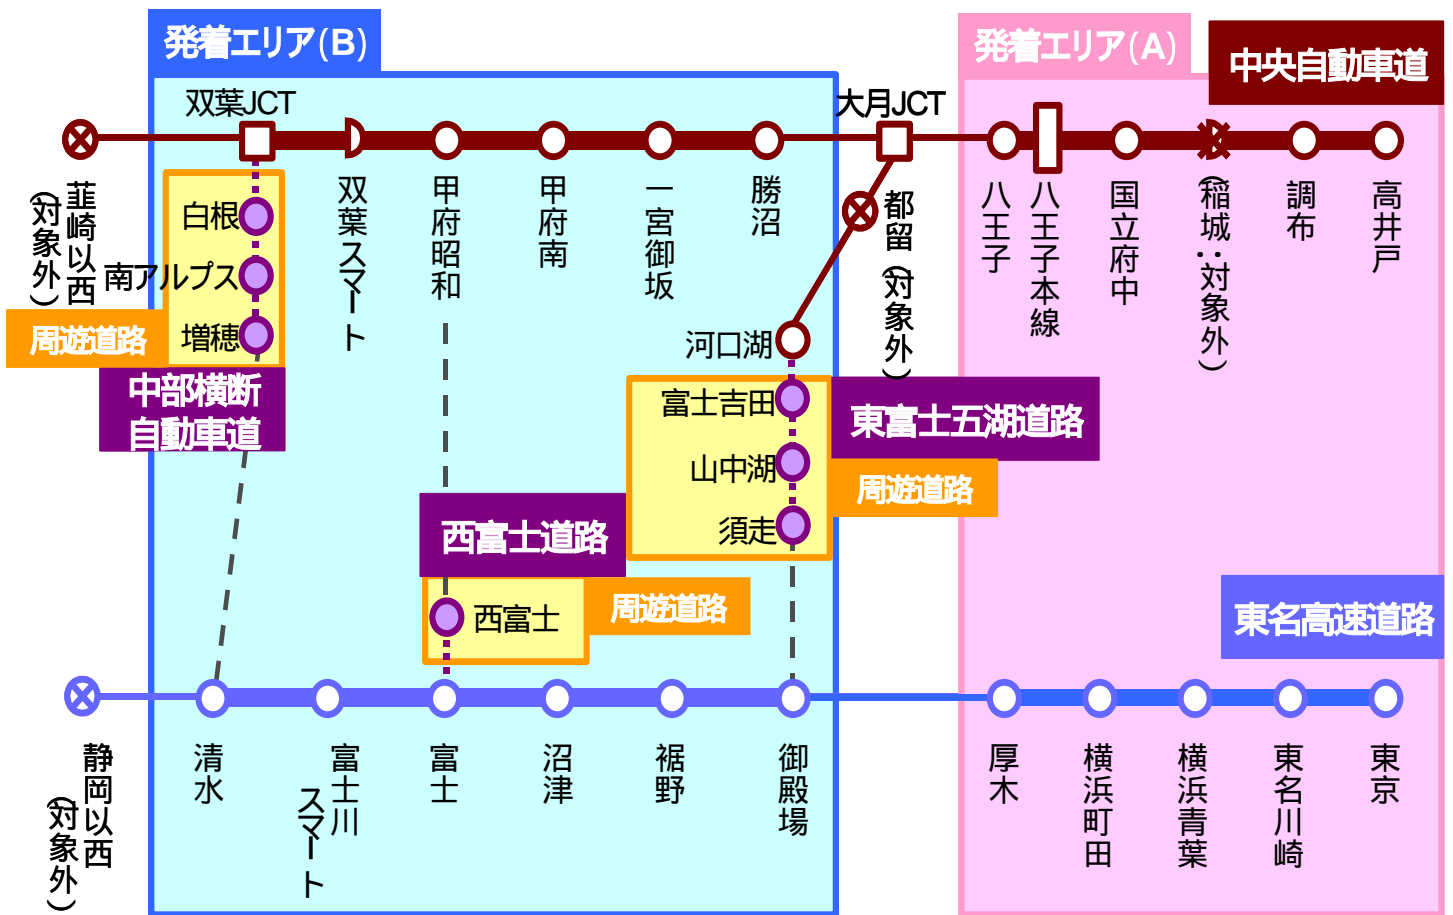 発着エリア(B)
発着エリア(A)
中央自動車道
双葉JCT
大月JCT
韮崎以西
(対象外)
双葉スマート
甲府昭和
甲府南
一宮御坂
勝沼
都留(対象外)
八王子
八王子本線
国立府中
(稲城:対象外)
調布
高井戸
白根
南アルプス
増穂
周遊道路
中部横断
自動車道
河口湖
富士吉田
山中湖
須走
東富士五湖道路
周遊道路
西富士道路
西富士
周遊道路
東名高速道路
静岡以西
(対象外)
清水
富士川
スマート
富士
沼津
裾野
御殿場
厚木
横浜町田
横浜青葉
東名川崎
東京